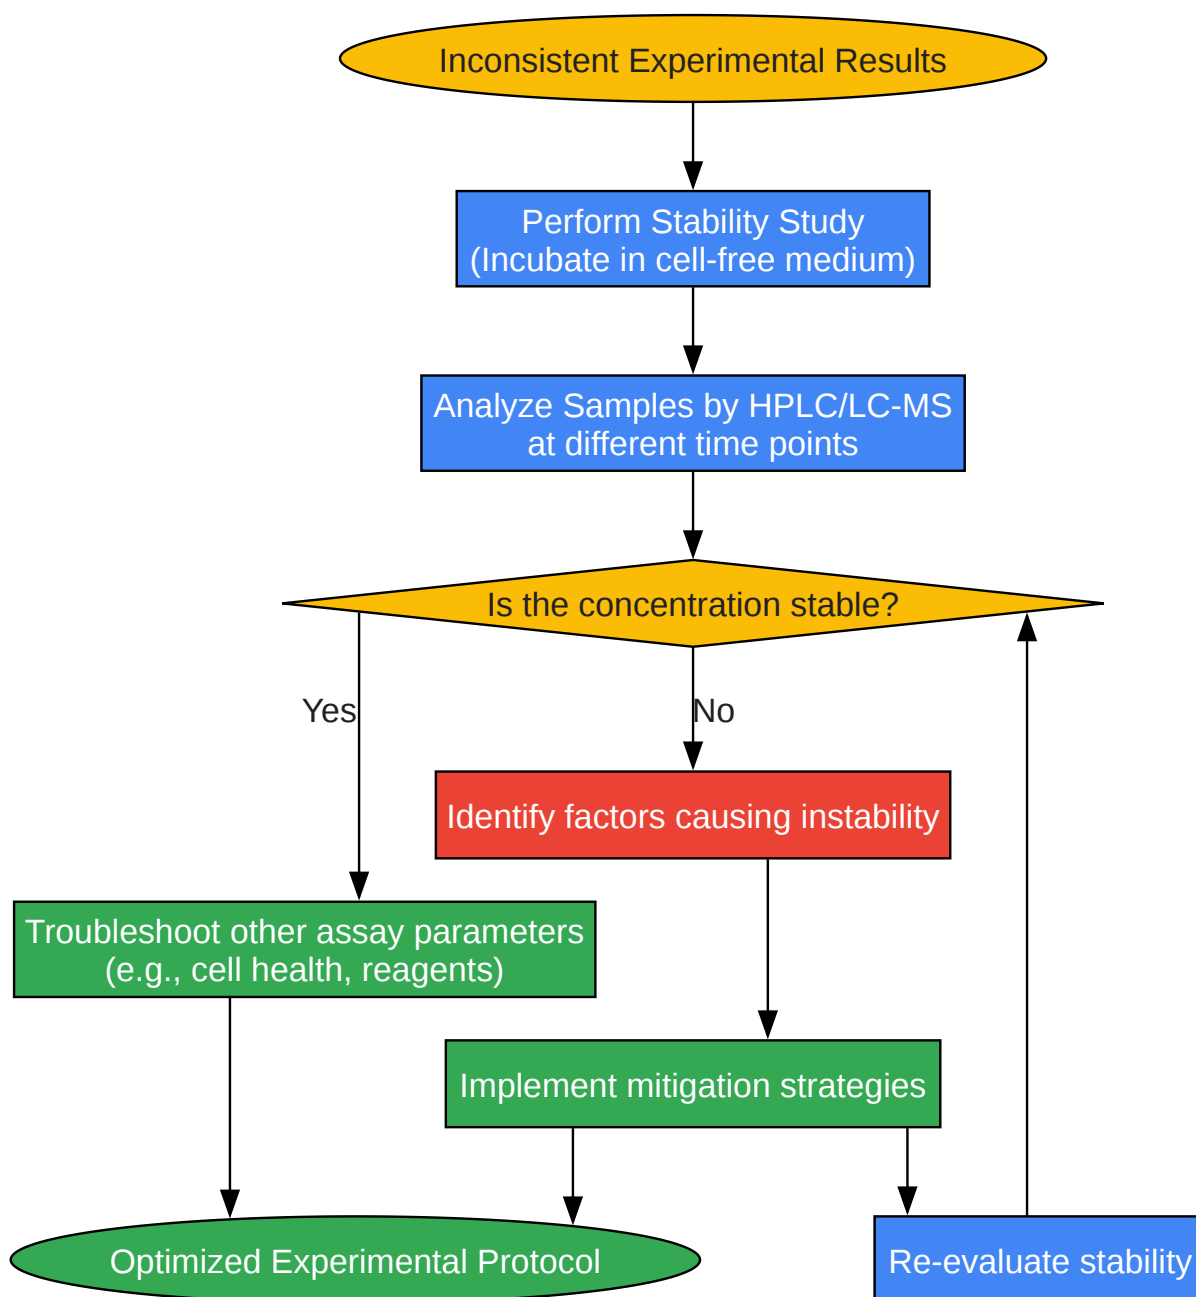 Inconsistent Experimental Results
Perform Stability Study
(Incubate in cell-free medium)
Analyze Samples by HPLC/LC-MS
at different time points
Is the concentration stable?
Yes
No
Identify factors causing instability
Troubleshoot other assay parameters
(e.g., cell health, reagents)
Implement mitigation strategies
Optimized Experimental Protocol
Re-evaluate stability